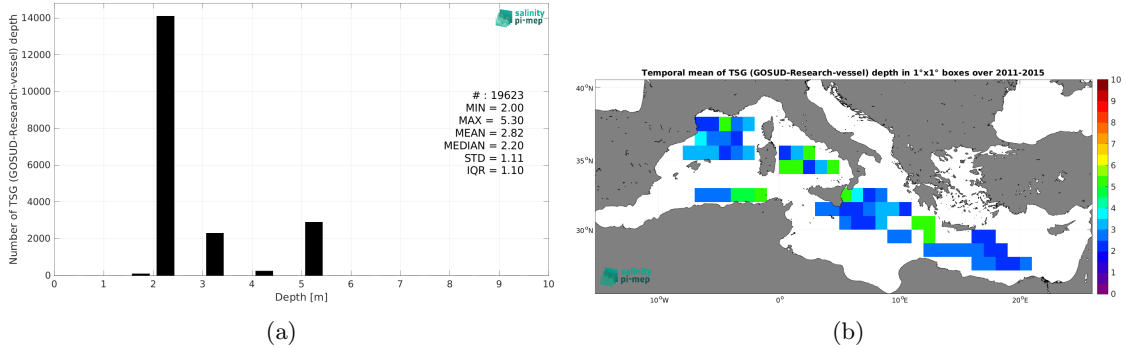 14000
12000
10000
8000
6000
4000
2000
0
Number of TSG (GOSUD-Research-vessel) depth
0 1 2 3 4 5 6 7 8 9 10
Depth [m]
salinity
pi-mep
# : 19623
MIN = 2.00
MAX = 5.30
MEAN = 2.82
MEDIAN = 2.20
STD = 1.11
IQR = 1.10
(a)
Temporal mean of TSG (GOSUD-Research-vessel) depth in 1°x1° boxes over 2011-2015
40°N
35°N
30°N
10°W 0° 10°E 20°E
salinity
pi-mep
10
9
8
7
6
5
4
3
2
1
0
(b)